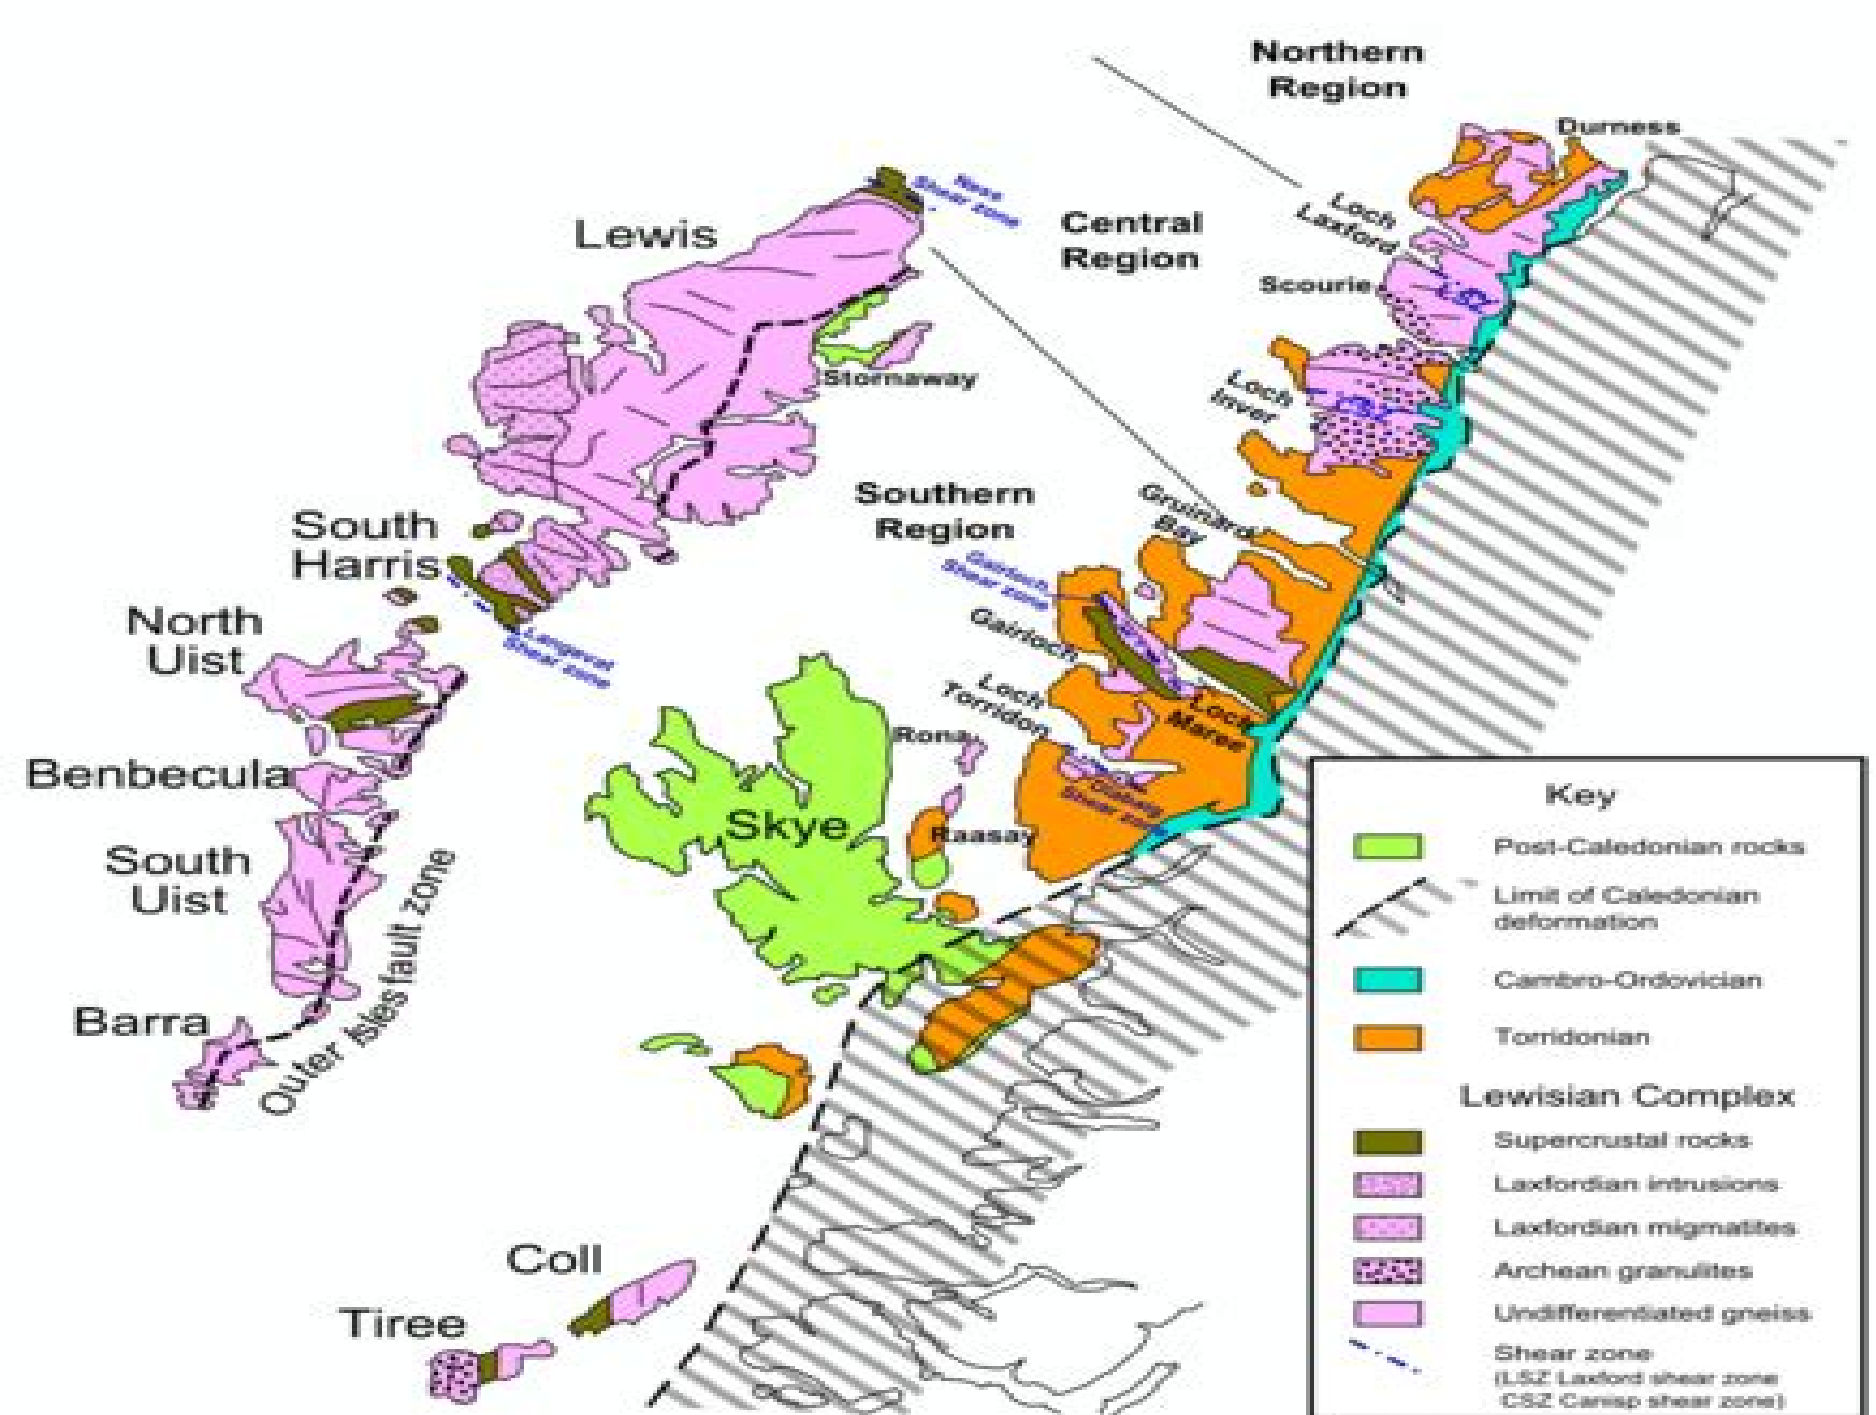 Northern
Region
Durness
Ness
Shear zone
Lewis
Central
Region
Loch
Laxford
Scourie
LSZ
Stornaway
Loch
Inver
CSZ
Southern
Region
Gruinard
Bay
South
Harris
Gairloch
Shear zone
Gairloch
North
Uist
Langavat
Shear zone
Loch
Torridon
Loch
Maree
Rona
Benbecula
Diabaig
Shear zone
Skye
Raasay
South
Uist
Outer Isles fault zone
Barra
Coll
Tiree
Key
Post-Caledonian rocks
Limit of Caledonian
deformation
Cambro-Ordovician
Torridonian
Lewisian Complex
Supercrustal rocks
Laxfordian intrusions
Laxfordian migmatites
Archean granulites
Undifferentiated gneiss
Shear zone
(LSZ Laxford shear zone
CSZ Canisp shear zone)